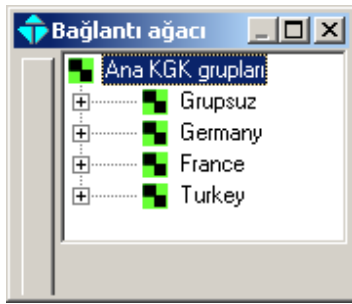 Bağlantı ağacı
Ana KGK grupları
Grupsuz
Germany
France
Turkey